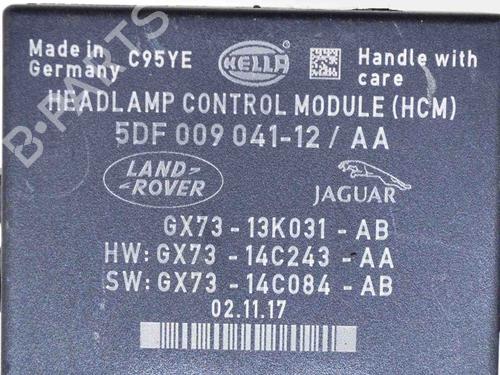 Made in Germany C95YE HELLA Handle with care
HEADLAMP CONTROL MODULE (HCM)
5DF 009 041-12 / AA
LAND-ROVER JAGUAR
GX73 - 13K031 - AB
HW: GX73 - 14C243 - AA
SW: GX73 - 14C084 - AB
02.11.17
B-PARTS